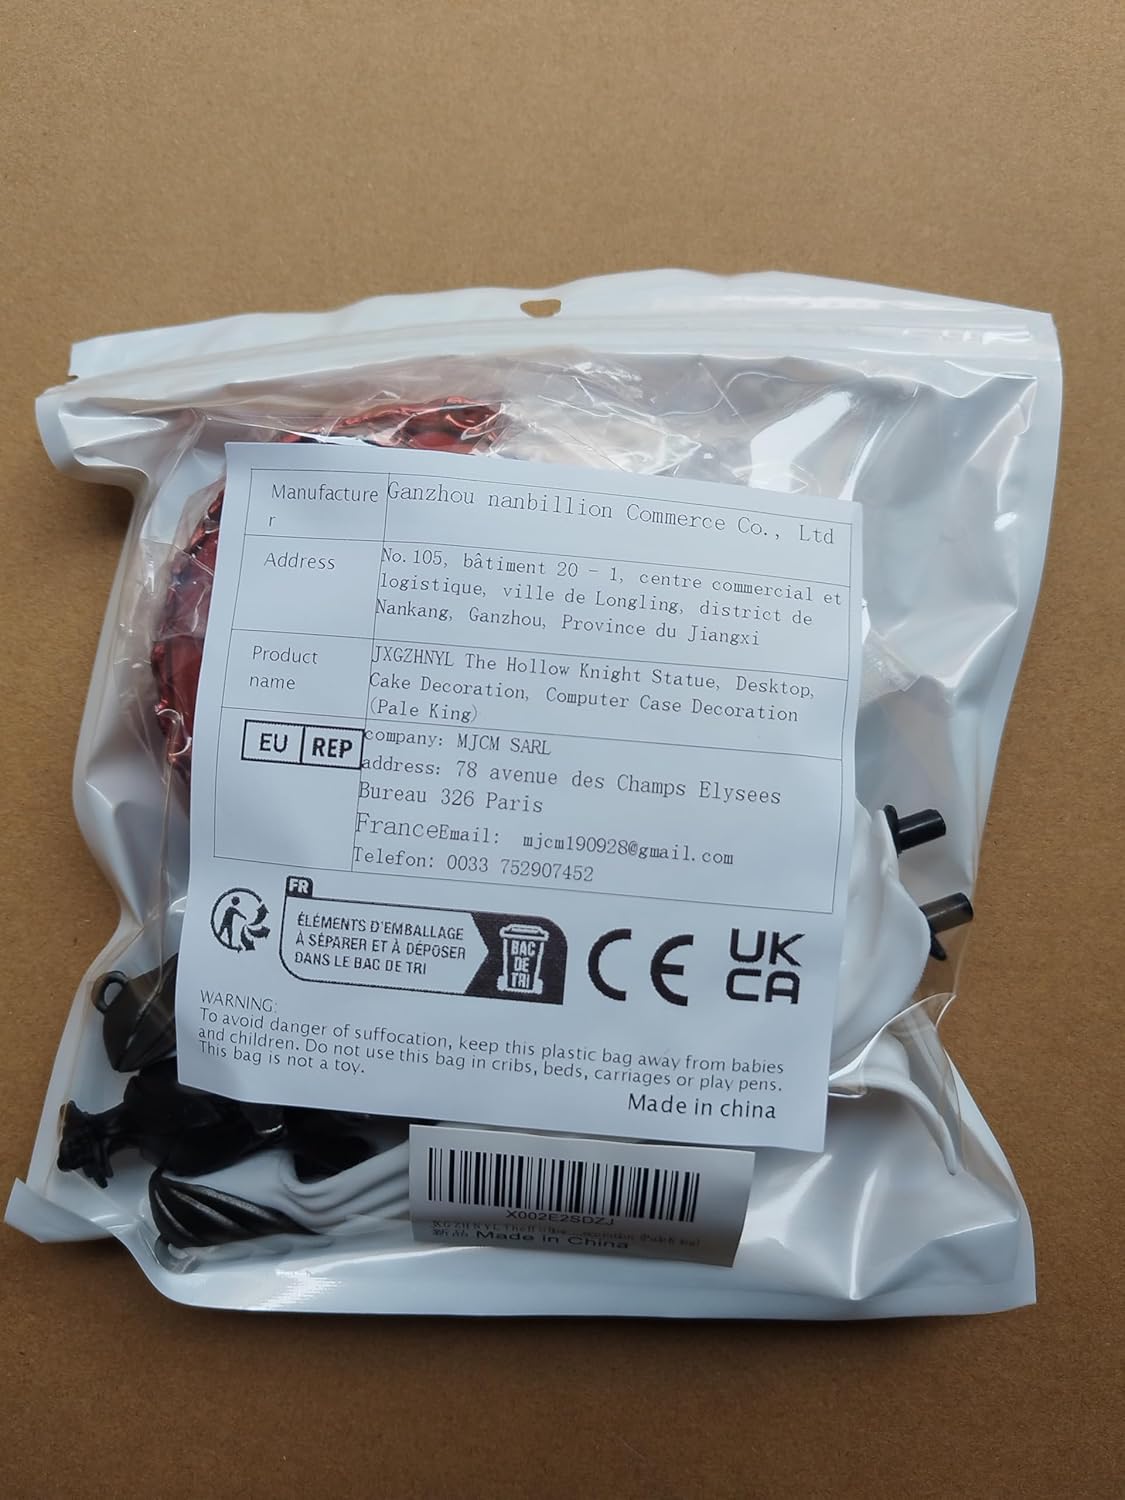 Manufacture
r
Ganzhou nanbillion Commerce Co., Ltd
Address
No.105, bâtiment 20 - 1, centre commercial et
logistique, ville de Longling, district de
Nankang, Ganzhou, Province du Jiangxi
Product
name
JXGZHNYL The Hollow Knight Statue, Desktop,
Cake Decoration, Computer Case Decoration
(Pale King)
EU REP
company: MJCM SARL
address: 78 avenue des Champs Elysees
Bureau 326 Paris
FranceEmail: mjcm190928@gmail.com
Telefon: 0033 752907452
FR
ÉLÉMENTS D'EMBALLAGE
À SÉPARER ET À DÉPOSER
DANS LE BAC DE TRI
BAC
DE
TRI
CE
UK
CA
WARNING:
To avoid danger of suffocation, keep this plastic bag away from babies
and children. Do not use this bag in cribs, beds, carriages or play pens.
This bag is not a toy.
Made in china
X002E2SDZJ
新品 Made in China